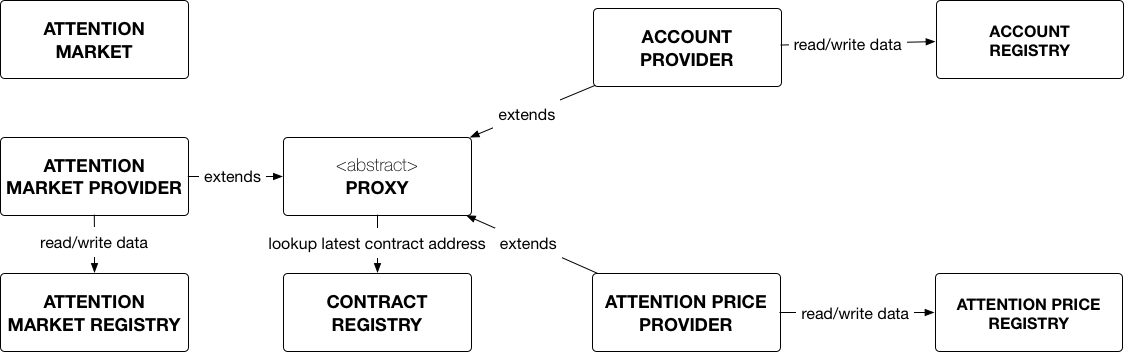 ATTENTION
MARKET
ACCOUNT
PROVIDER
read/write data
ACCOUNT
REGISTRY
extends
ATTENTION
MARKET PROVIDER
extends
<abstract>
PROXY
read/write data
lookup latest contract address
extends
ATTENTION
MARKET REGISTRY
CONTRACT
REGISTRY
ATTENTION PRICE
PROVIDER
read/write data
ATTENTION PRICE
REGISTRY